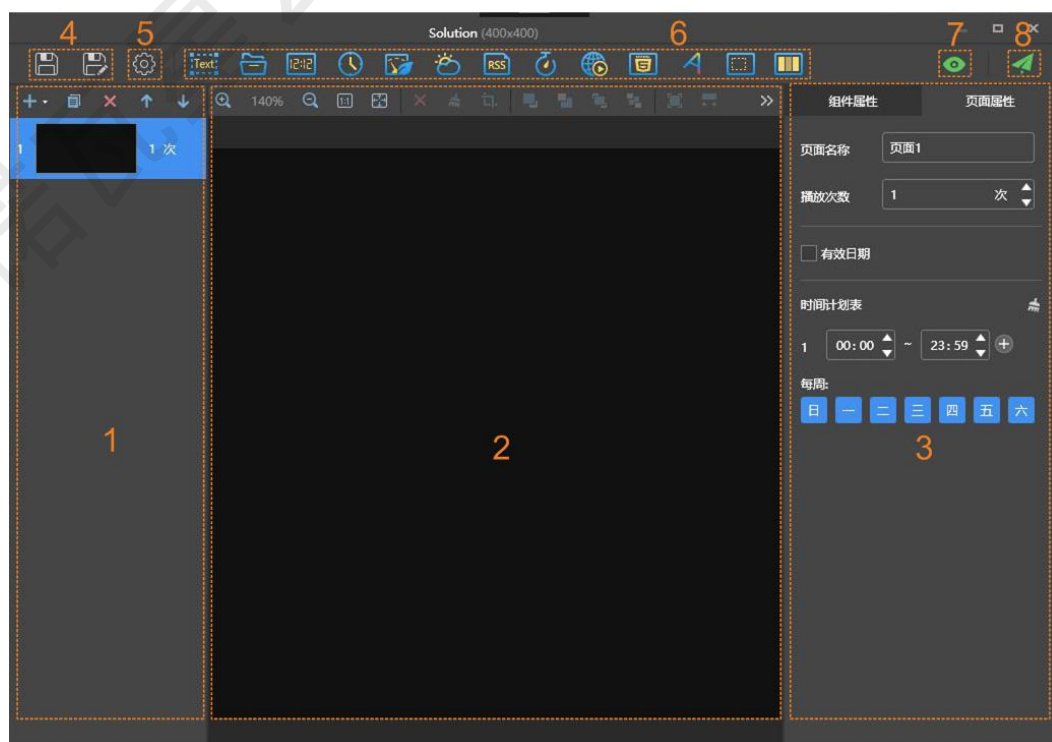 Solution (400x400)
4
5
6
7
8
Text
12:12
RSS
5
140%
1:1
组件属性
页面属性
1
1 次
页面名称
页面1
播放次数
1
次
有效日期
时间计划表
1
00:00
~
23:59
每周:
日 一 二 三 四 五 六
1
2
3